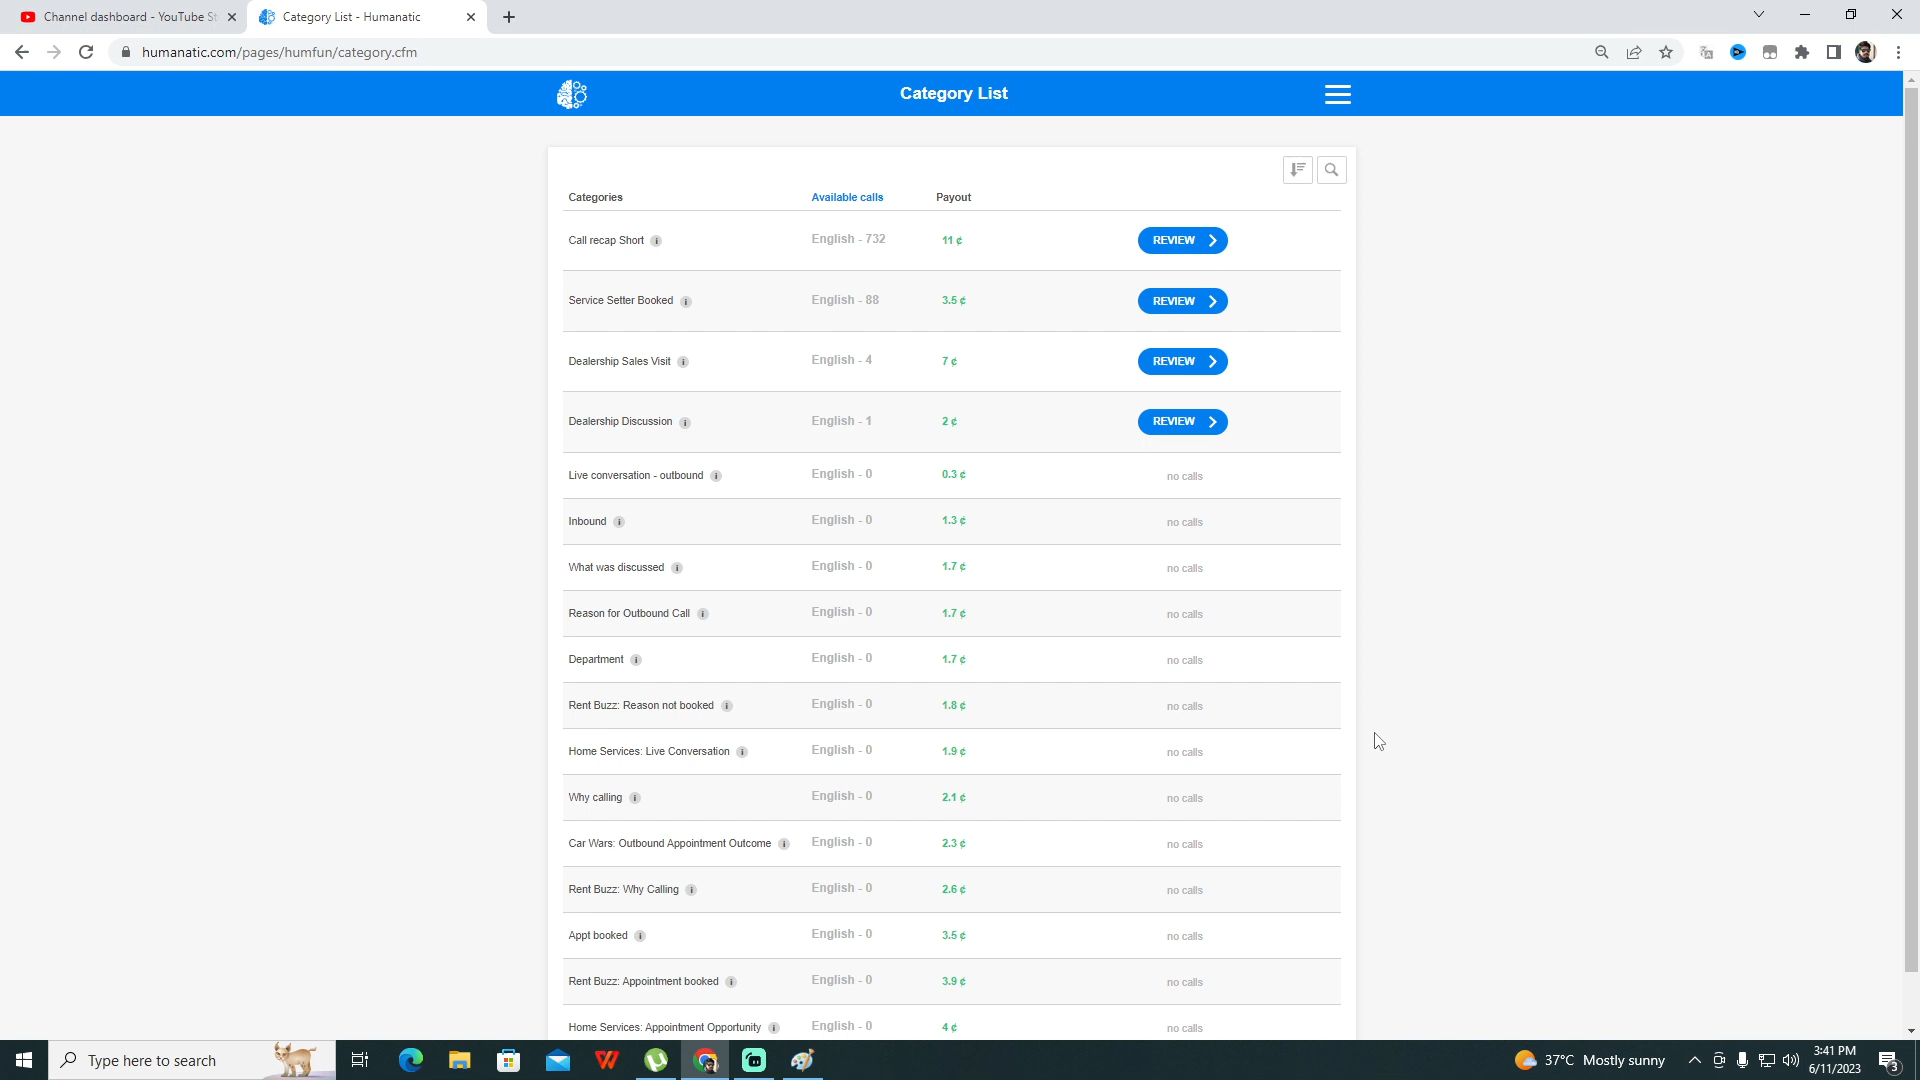 Channel dashboard - YouTube St
Category List - Humanatic
humanatic.com/pages/humfun/category.cfm
Category List
Categories Available calls Payout
Call recap Short i English - 732 11 ¢ REVIEW
Service Setter Booked i English - 88 3.5 ¢ REVIEW
Dealership Sales Visit i English - 4 7 ¢ REVIEW
Dealership Discussion i English - 1 2 ¢ REVIEW
Live conversation - outbound i English - 0 0.3 ¢ no calls
Inbound i English - 0 1.3 ¢ no calls
What was discussed i English - 0 1.7 ¢ no calls
Reason for Outbound Call i English - 0 1.7 ¢ no calls
Department i English - 0 1.7 ¢ no calls
Rent Buzz: Reason not booked i English - 0 1.8 ¢ no calls
Home Services: Live Conversation i English - 0 1.9 ¢ no calls
Why calling i English - 0 2.1 ¢ no calls
Car Wars: Outbound Appointment Outcome i English - 0 2.3 ¢ no calls
Rent Buzz: Why Calling i English - 0 2.6 ¢ no calls
Appt booked i English - 0 3.5 ¢ no calls
Rent Buzz: Appointment booked i English - 0 3.9 ¢ no calls
Home Services: Appointment Opportunity i English - 0 4 ¢ no calls
Type here to search
37°C Mostly sunny
3:41 PM
6/11/2023
3